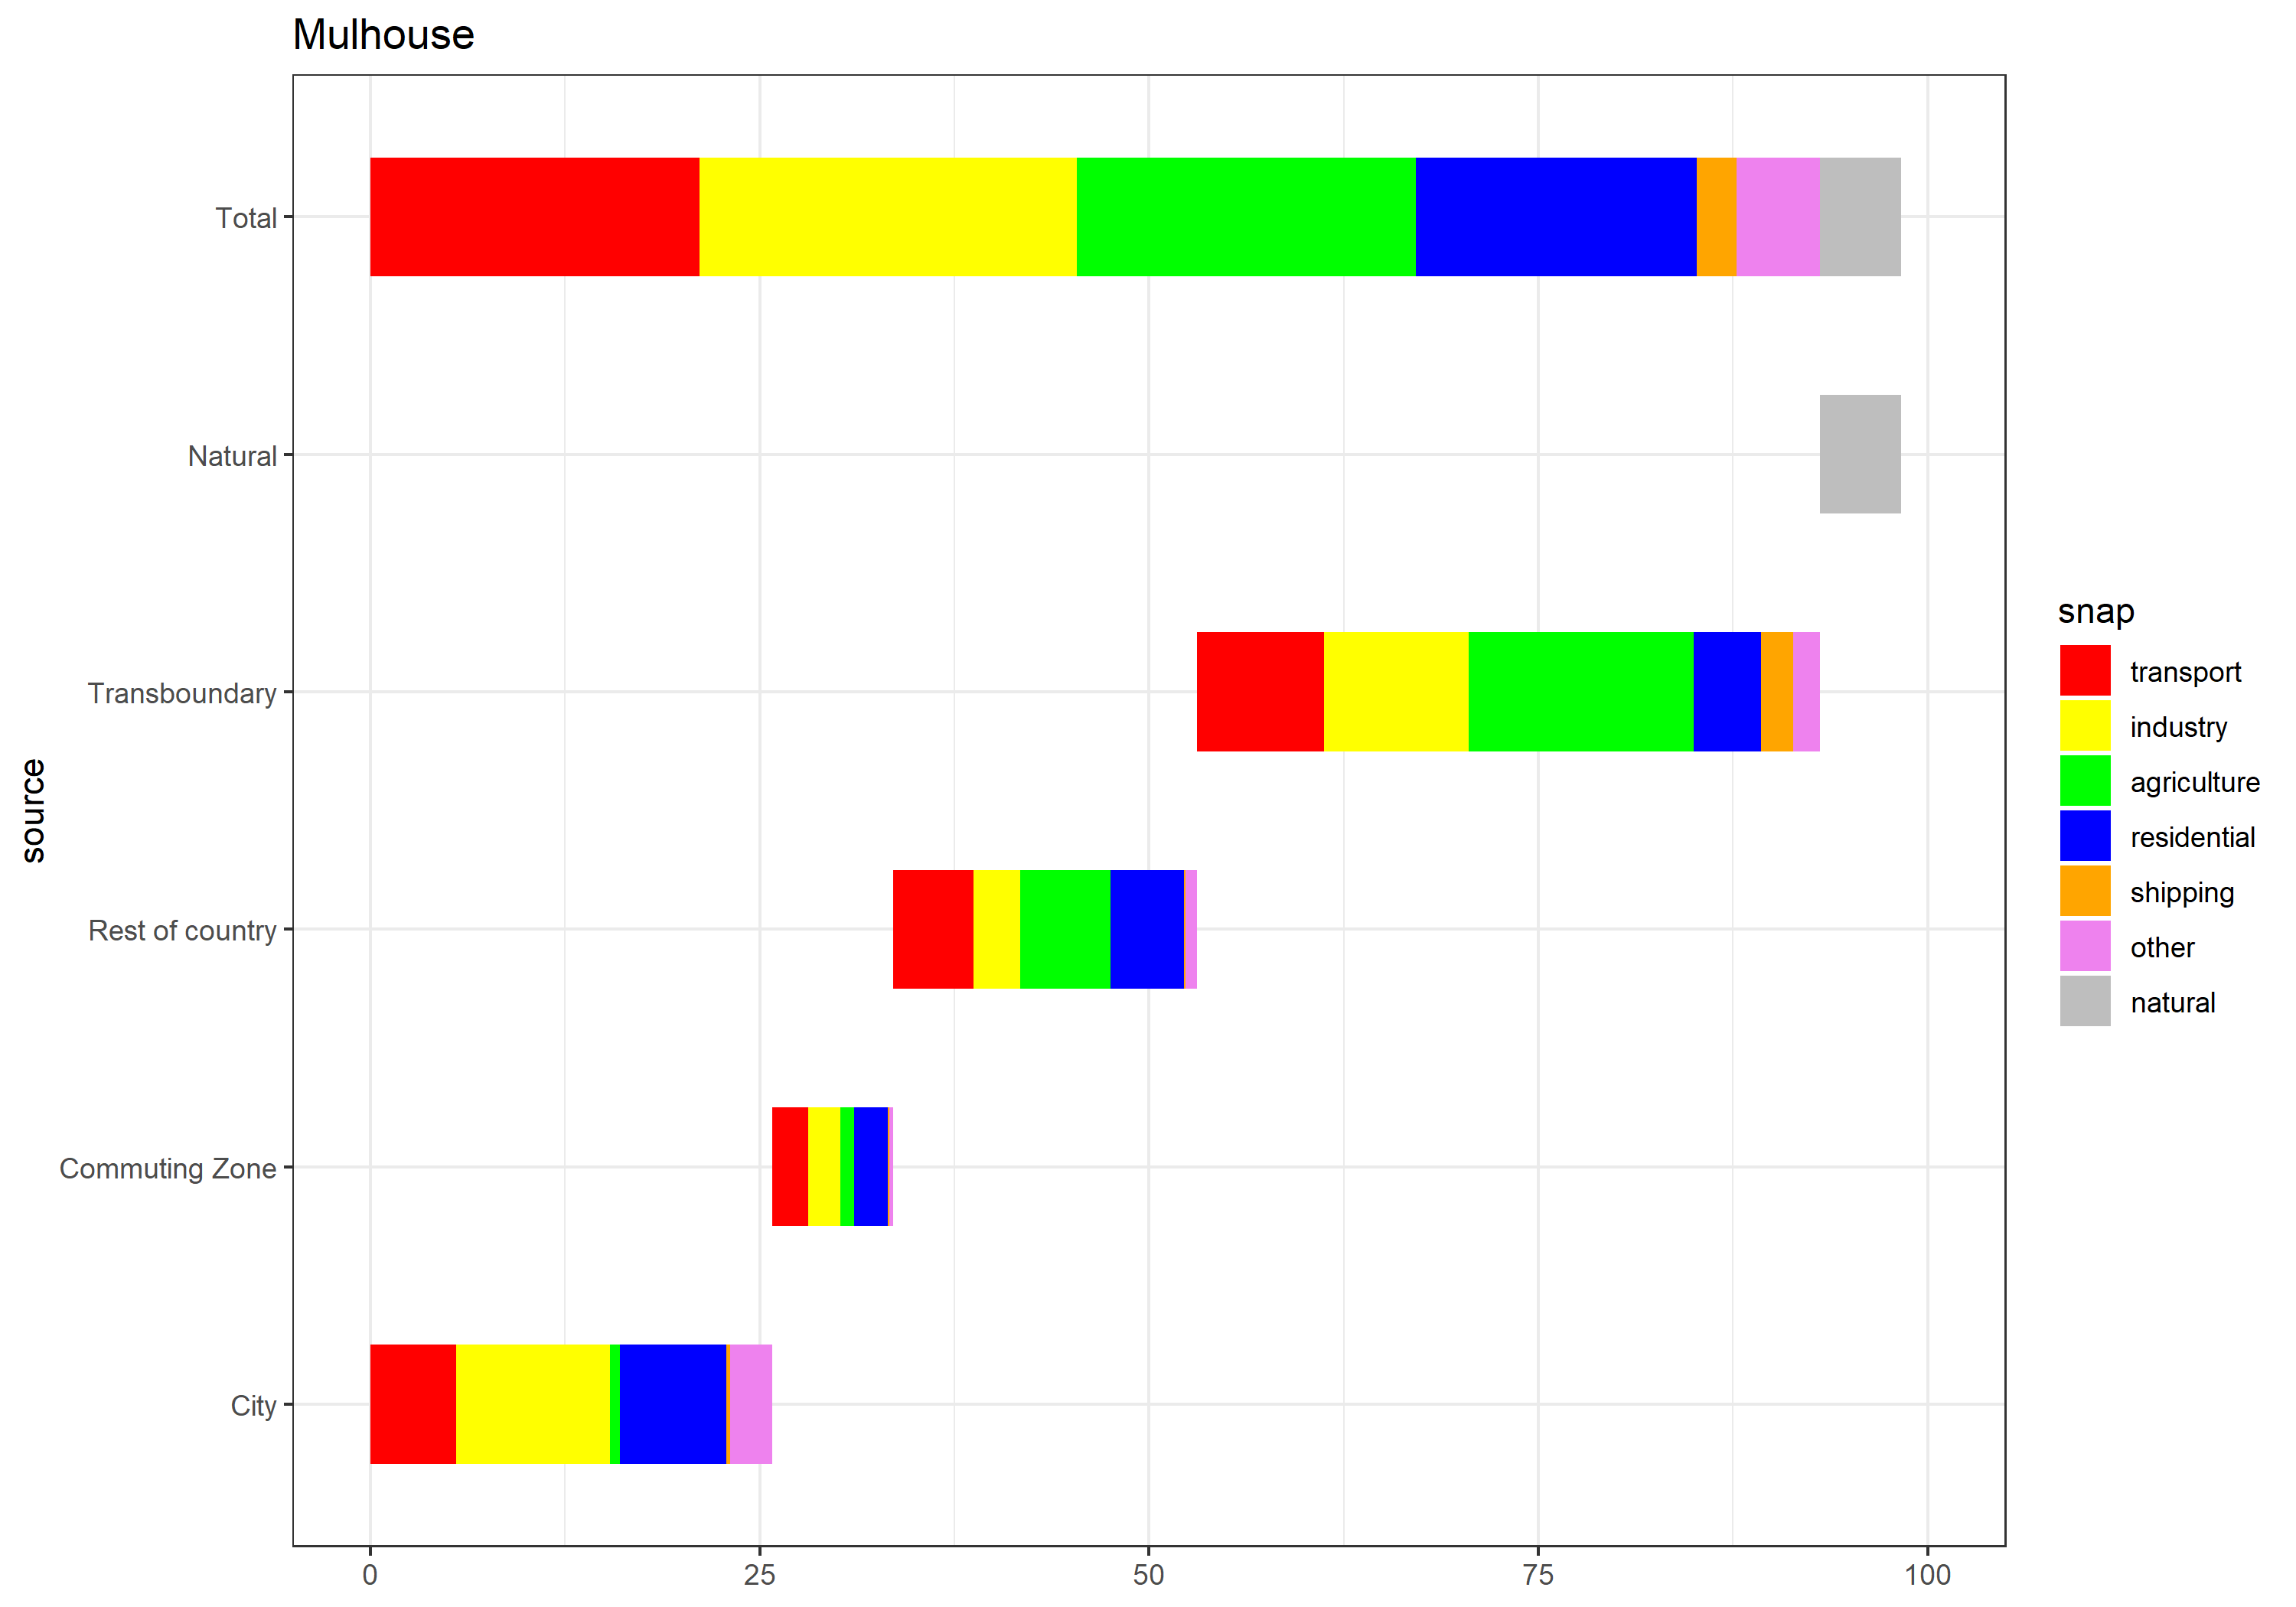 Mulhouse
source
Total
Natural
Transboundary
Rest of country
Commuting Zone
City
0 25 50 75 100
snap
transport
industry
agriculture
residential
shipping
other
natural